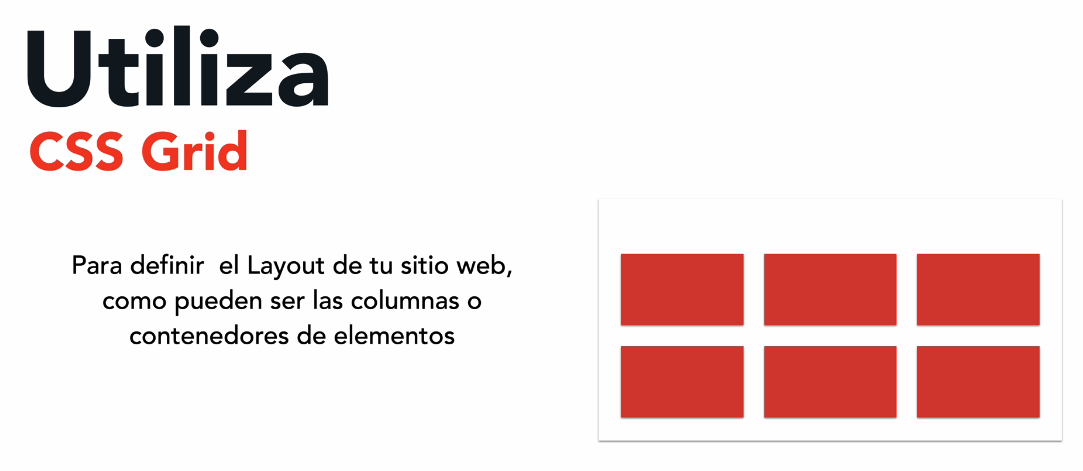 Utiliza
CSS Grid
Para definir  el Layout de tu sitio web,
como pueden ser las columnas o
contenedores de elementos